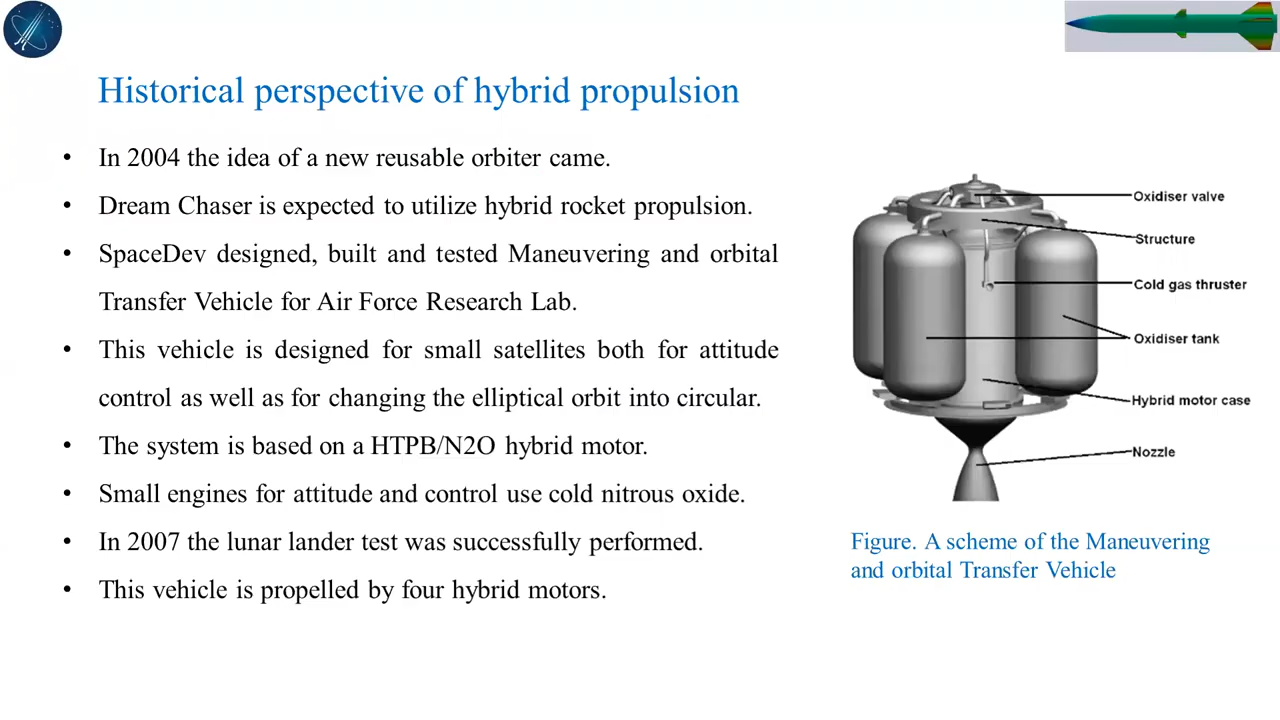 Historical perspective of hybrid propulsion
• In 2004 the idea of a new reusable orbiter came.
• Dream Chaser is expected to utilize hybrid rocket propulsion.
• SpaceDev designed, built and tested Maneuvering and orbital
Transfer Vehicle for Air Force Research Lab.
• This vehicle is designed for small satellites both for attitude
control as well as for changing the elliptical orbit into circular.
• The system is based on a HTPB/N2O hybrid motor.
• Small engines for attitude and control use cold nitrous oxide.
• In 2007 the lunar lander test was successfully performed.
• This vehicle is propelled by four hybrid motors.
Oxidiser valve
Structure
Cold gas thruster
Oxidiser tank
Hybrid motor case
Nozzle
Figure. A scheme of the Maneuvering
and orbital Transfer Vehicle